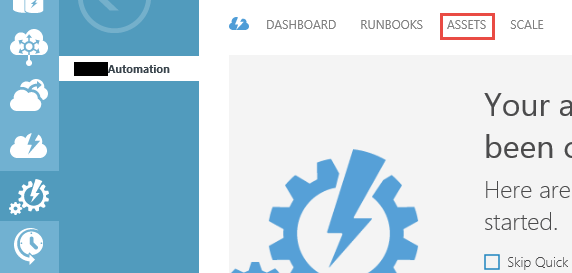 DASHBOARD RUNBOOKS ASSETS SCALE
Automation
Your a
been c
Here are
started.
Skip Quick